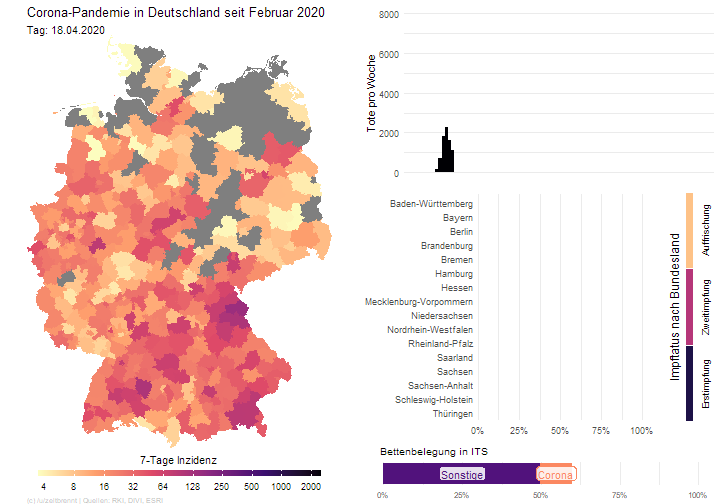 Corona-Pandemie in Deutschland seit Februar 2020
Tag: 18.04.2020
7-Tage Inzidenz
4 8 16 32 64 125 250 500 1000 2000
(c) /u/zeitbrennt | Quellen: RKI, DIVI, ESRI
Tote pro Woche
8000
6000
4000
2000
0
Baden-Württemberg
Bayern
Berlin
Brandenburg
Bremen
Hamburg
Hessen
Mecklenburg-Vorpommern
Niedersachsen
Nordrhein-Westfalen
Rheinland-Pfalz
Saarland
Sachsen
Sachsen-Anhalt
Schleswig-Holstein
Thüringen
0% 25% 50% 75% 100%
Impfstatus nach Bundesland
Auffrischung
Zweitimpfung
Erstimpfung
Bettenbelegung in ITS
Sonstige Corona
0% 25% 50% 75% 100%